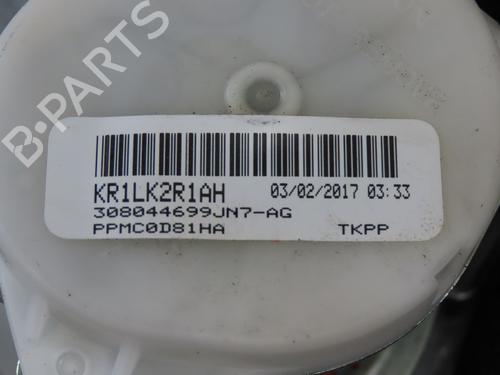 B-PARTS
KR1LK2R1AH 03/02/2017 03:33
308044699JN7-AG
PPMC0D81HA TKPP